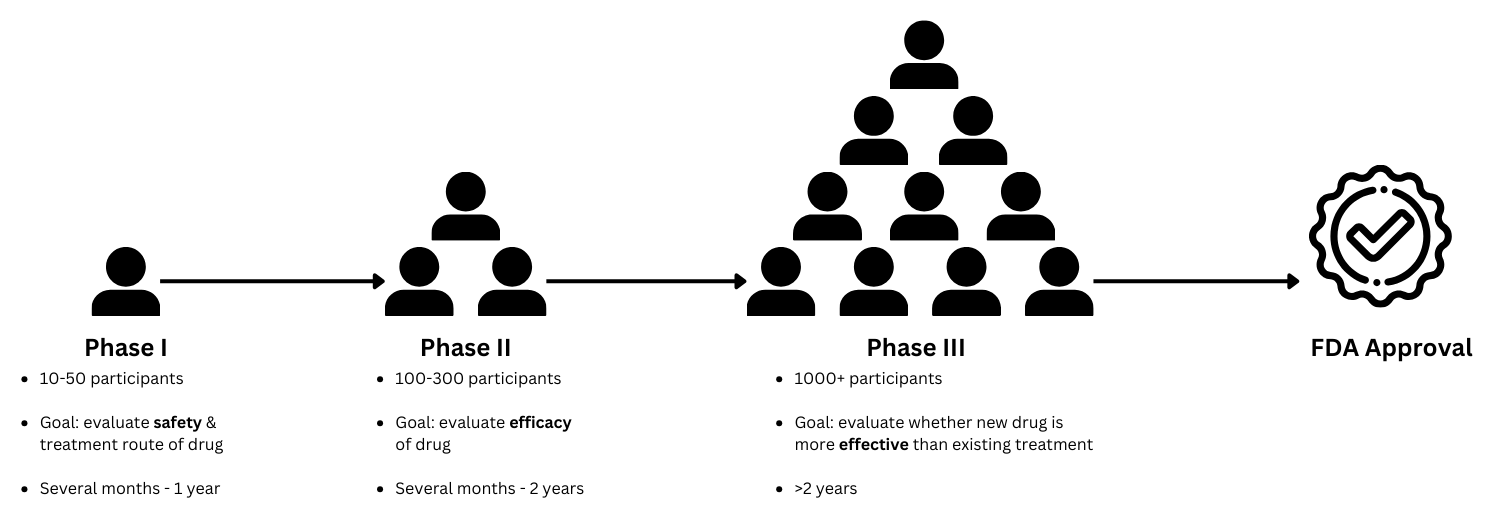 Phase I
• 10-50 participants
• Goal: evaluate safety &
treatment route of drug
• Several months - 1 year
Phase II
• 100-300 participants
• Goal: evaluate efficacy
of drug
• Several months - 2 years
Phase III
• 1000+ participants
• Goal: evaluate whether new drug is
more effective than existing treatment
• >2 years
FDA Approval